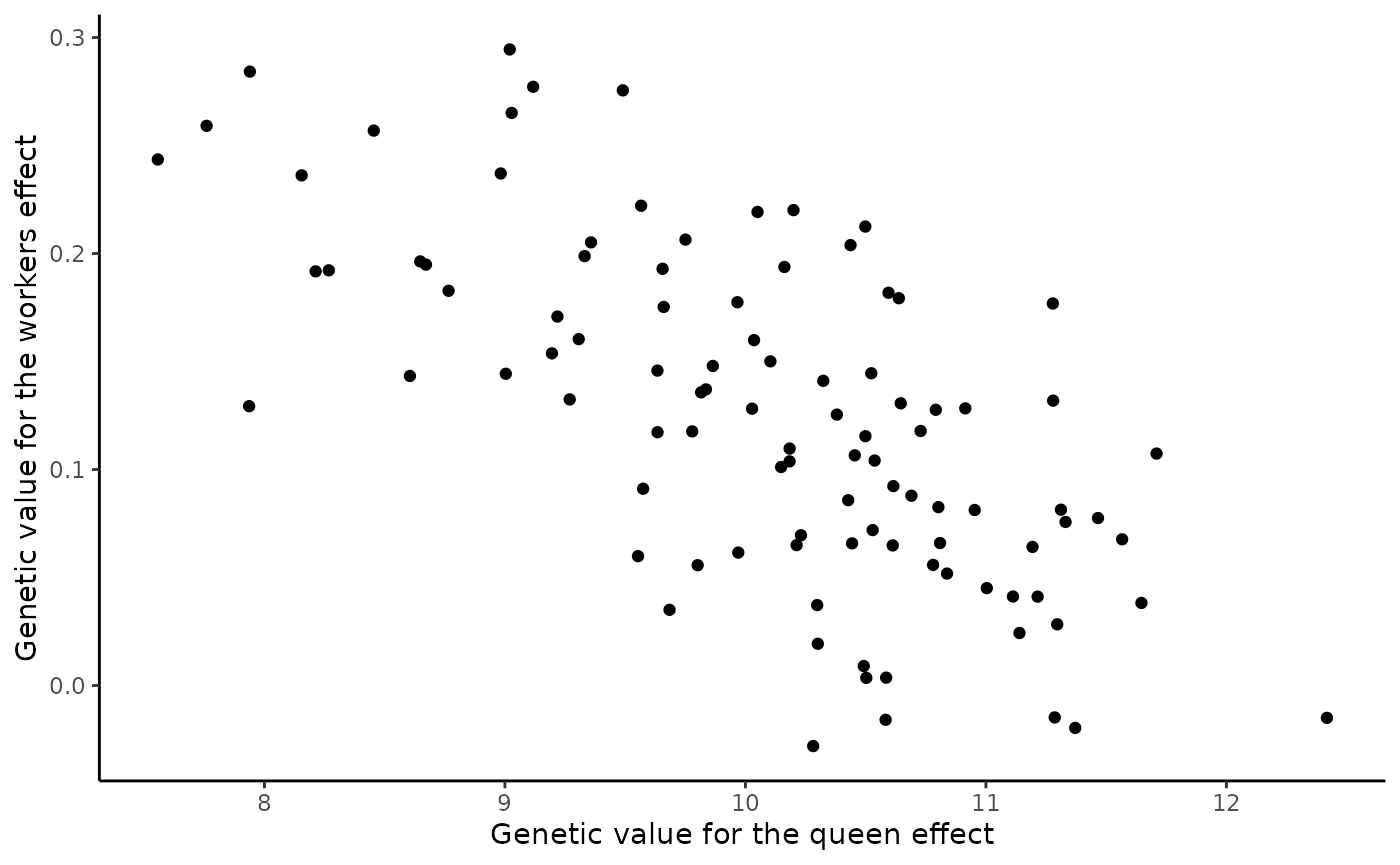 Genetic value for the workers effect
0.3
0.2
0.1
0.0
8 9 10 11 12
Genetic value for the queen effect